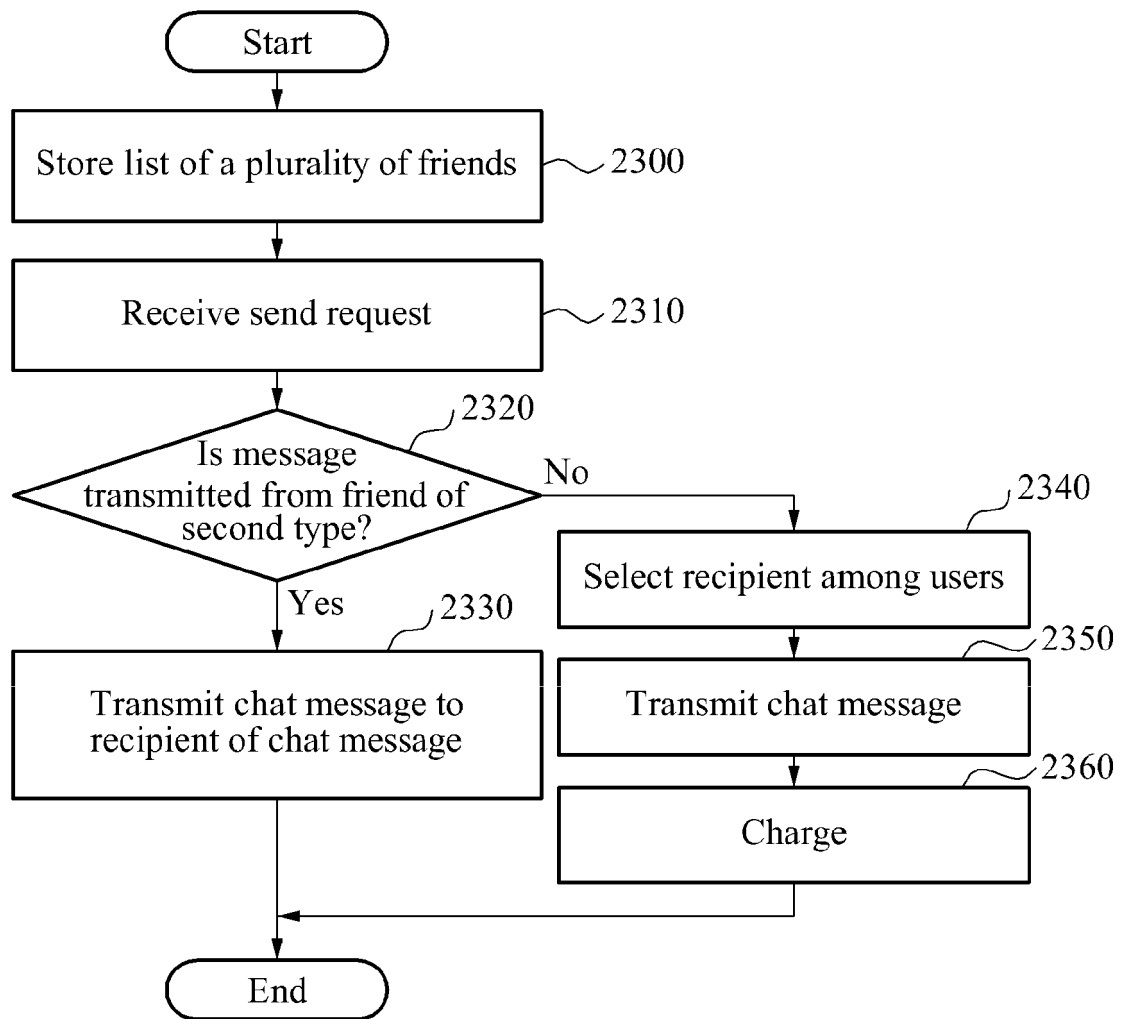 Start
Store list of a plurality of friends
2300
Receive send request
2310
2320
Is message
transmitted from friend of
second type?
No
Yes
2330
Transmit chat message to
recipient of chat message
2340
Select recipient among users
2350
Transmit chat message
2360
Charge
End